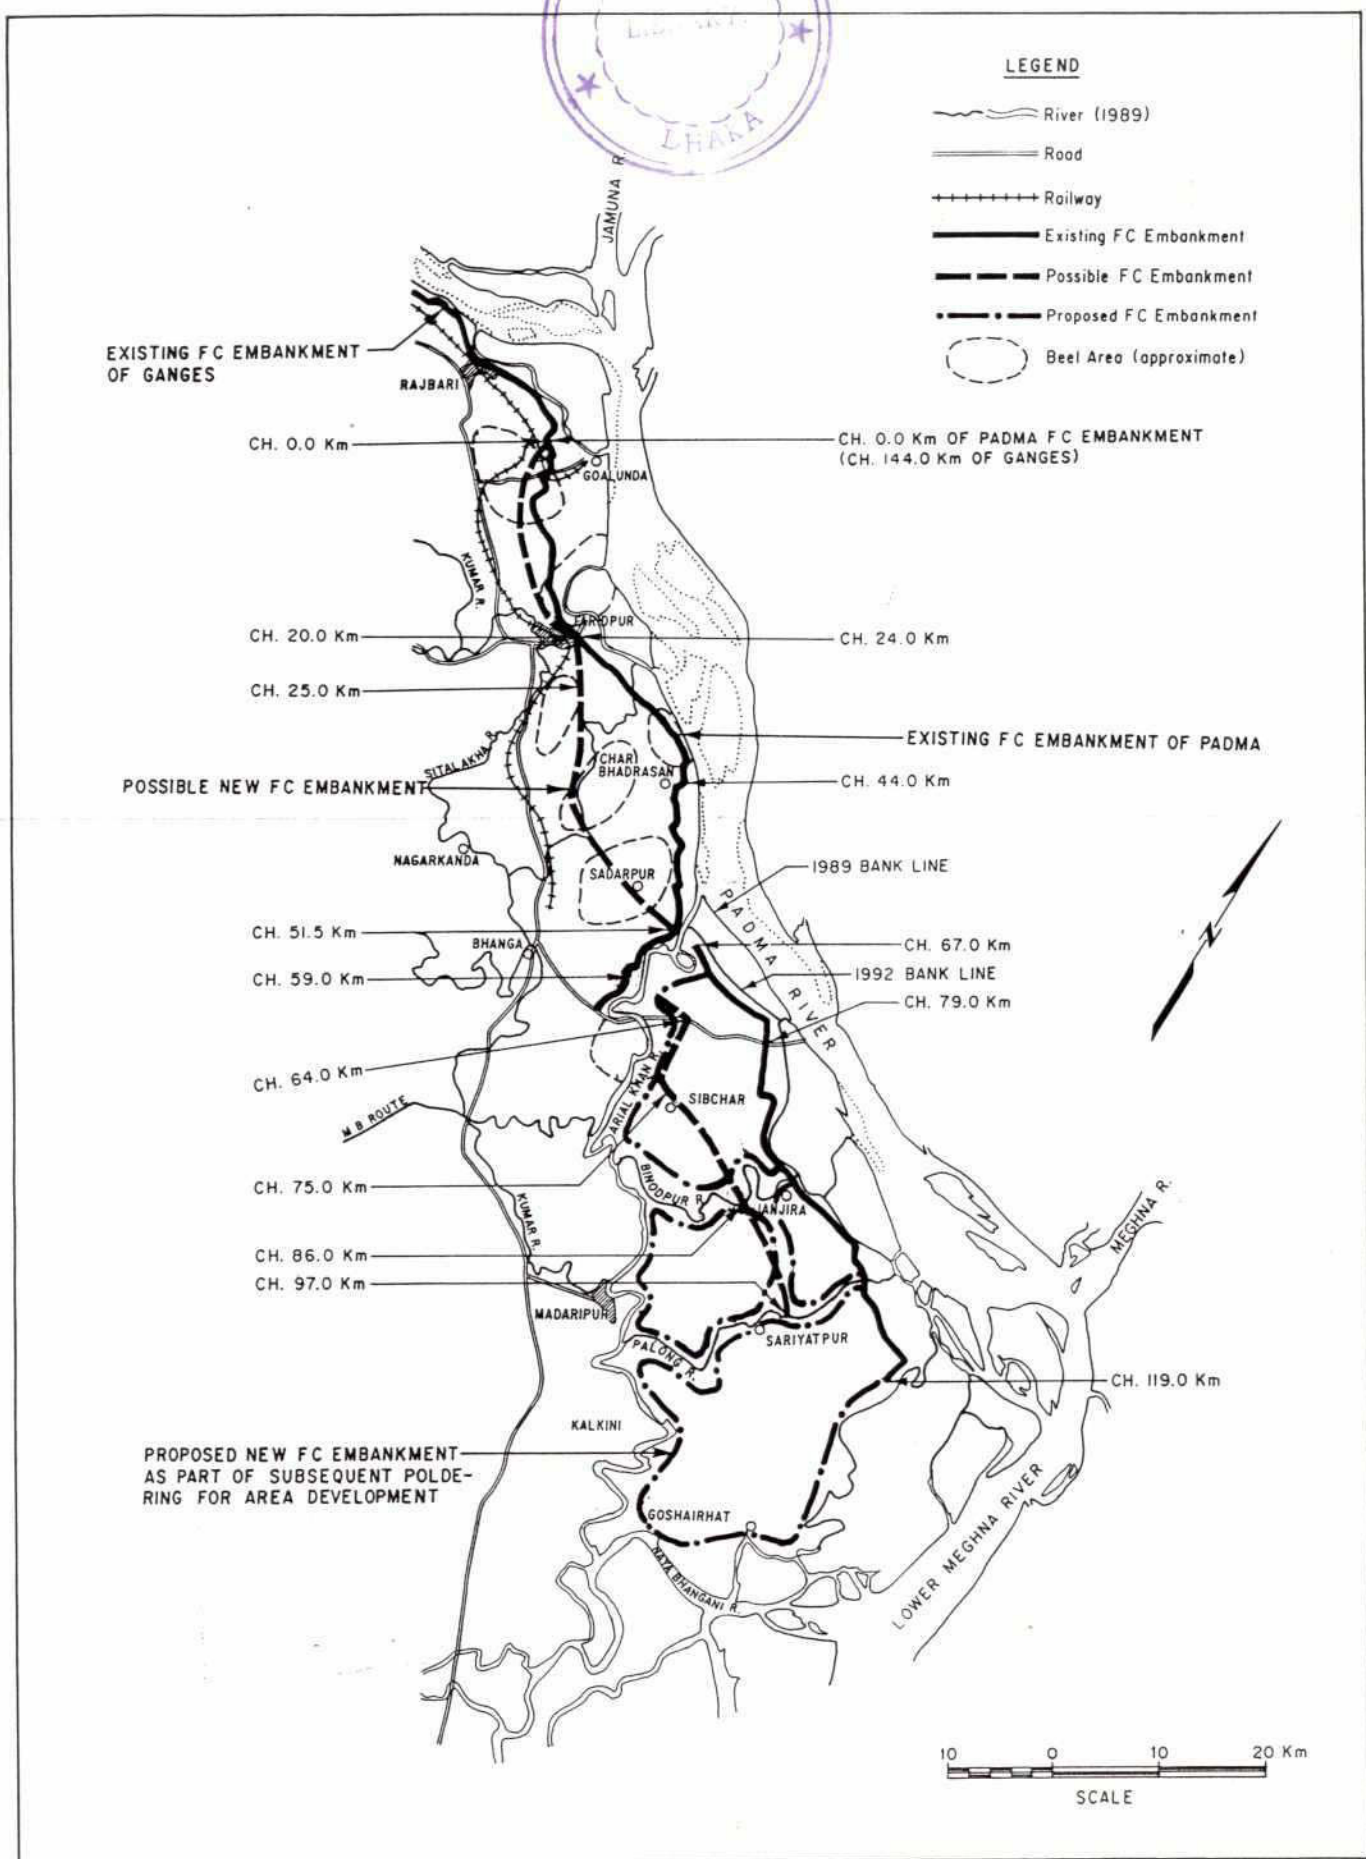 DHAKA
LEGEND
River (1989)
Road
Railway
Existing FC Embankment
Possible FC Embankment
Proposed FC Embankment
Beel Area (approximate)
JAMUNA R.
EXISTING FC EMBANKMENT
OF GANGES
RAJBARI
CH. 0.0 Km
CH. 0.0 Km OF PADMA FC EMBANKMENT
(CH. 144.0 Km OF GANGES)
GOALUNDA
KUMAR R.
FARIDPUR
CH. 20.0 Km
CH. 24.0 Km
CH. 25.0 Km
SITALAKHA R.
EXISTING FC EMBANKMENT OF PADMA
CHAR
BHADRASAN
CH. 44.0 Km
POSSIBLE NEW FC EMBANKMENT
NAGARKANDA
SADARPUR
1989 BANK LINE
PADMA RIVER
CH. 51.5 Km
BHANGA
CH. 67.0 Km
CH. 59.0 Km
1992 BANK LINE
CH. 79.0 Km
N
CH. 64.0 Km
ARIAL KHAN R.
SIBCHAR
M B ROUTE
CH. 75.0 Km
BINODPUR R.
JANJIRA
KUMAR R.
MEGHNA R.
CH. 86.0 Km
CH. 97.0 Km
MADARIPUR
SARIYATPUR
PALONG R.
CH. 119.0 Km
KALKINI
PROPOSED NEW FC EMBANKMENT
AS PART OF SUBSEQUENT POLDE-
RING FOR AREA DEVELOPMENT
GOSHAIRHAT
NAYA BHANGANI R.
LOWER MEGHNA RIVER
10 0 10 20 Km
SCALE